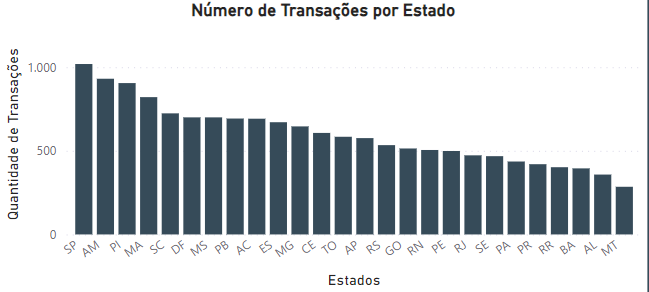 Número de Transações por Estado
Quantidade de Transações
1.000
500
0
SP AM PI MA SC DF MS PB AC ES MG CE TO AP RS GO RN PE RJ SE PA PR RR BA AL MT
Estados